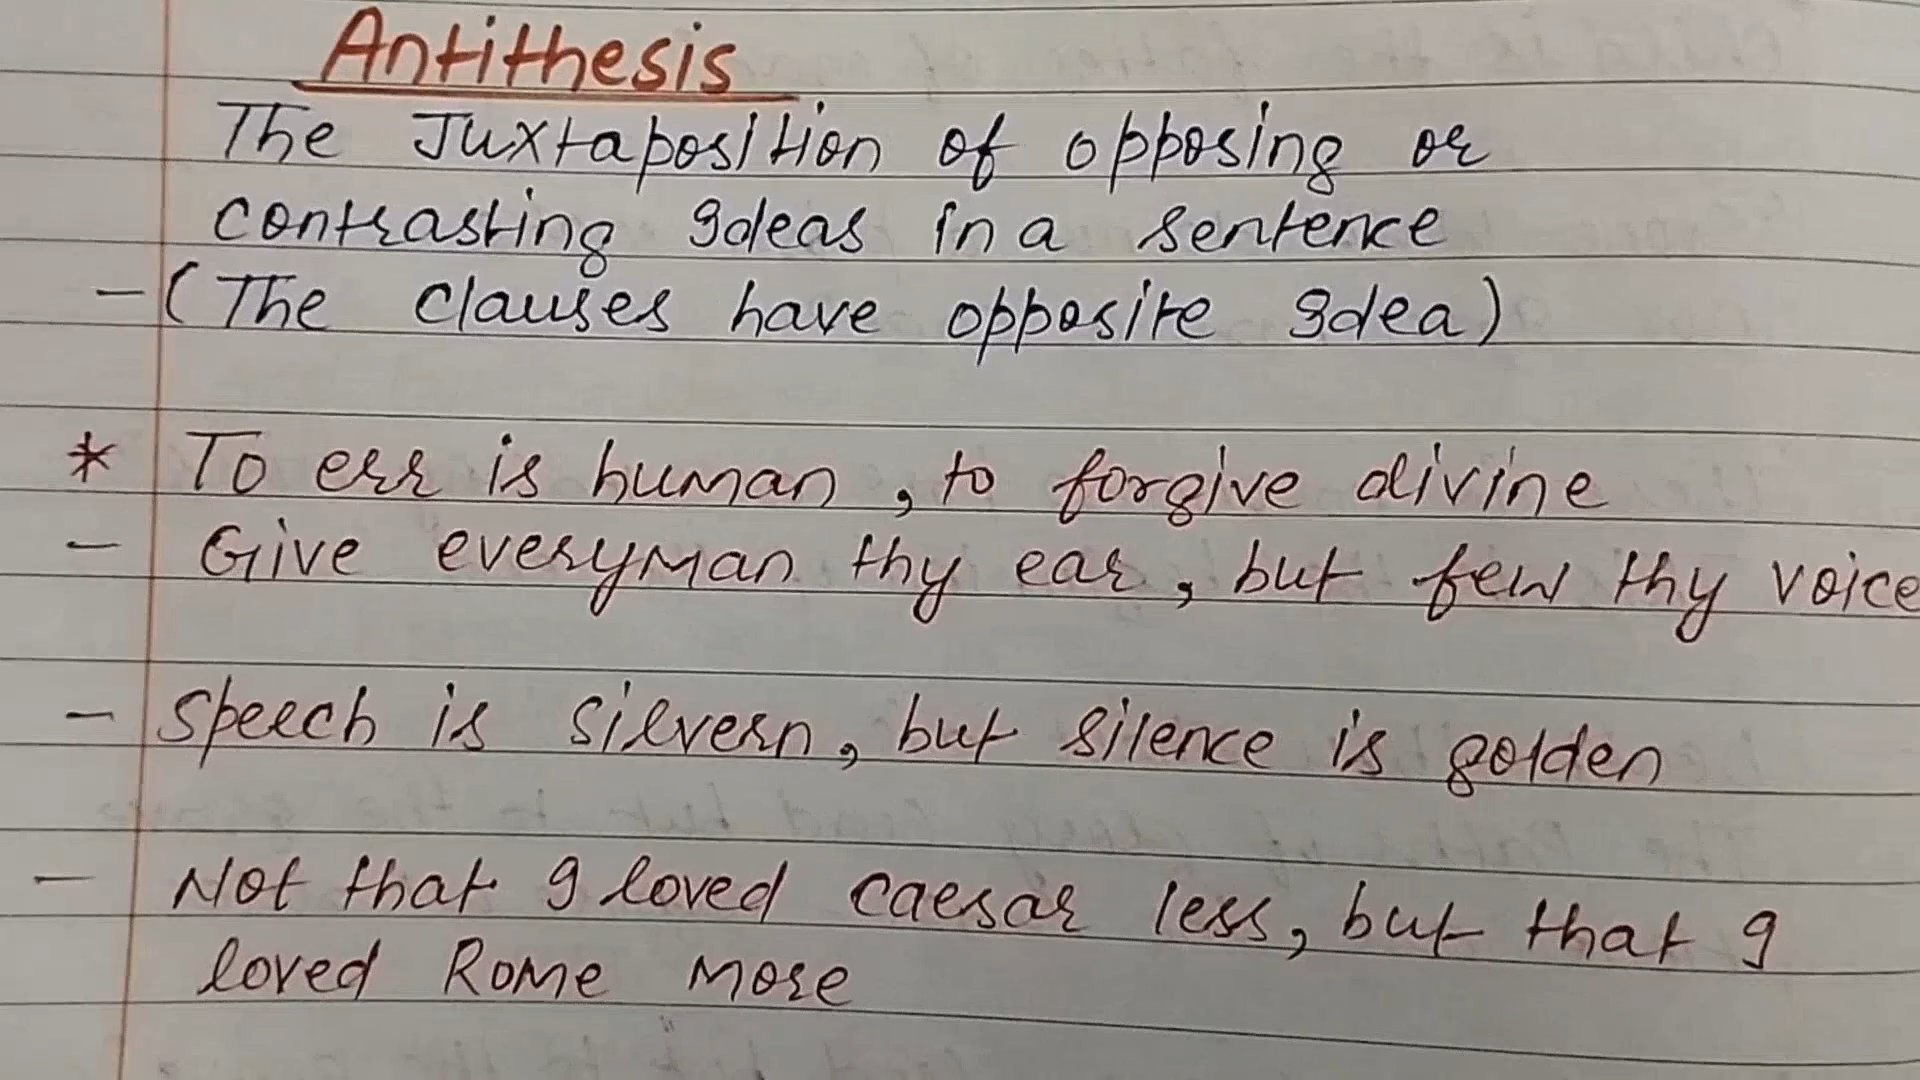 Antithesis
The Juxtaposition of opposing or
contrasting Ideas in a sentence
- (The clauses have opposite Idea)
* To err is human, to forgive divine
- Give everyman thy ear, but few thy voice
- Speech is silvern, but silence is golden
- Not that I loved caesar less, but that I
loved Rome more